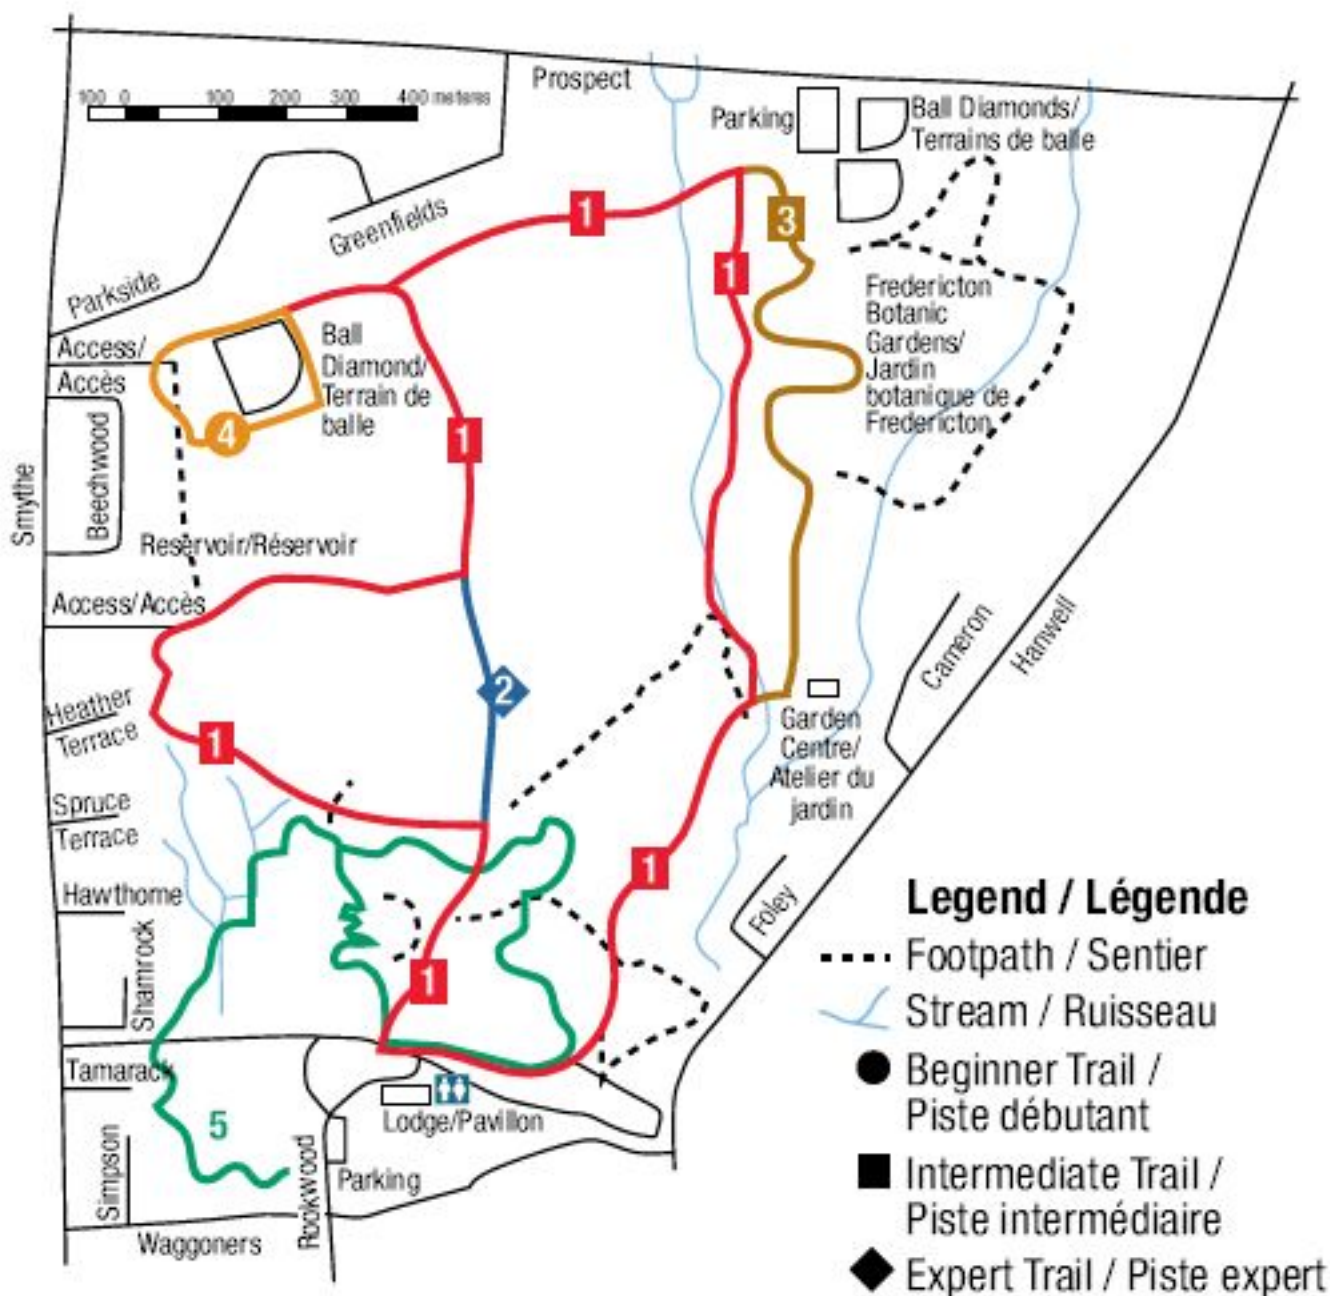 Prospect
100 0 100 200 300 400 meteres
Parking
Ball Diamonds/
Terrains de balle
3
1
1
Greenfields
Parkside
Fredericton
Botanic
Gardens/
Jardin
botanique de
Fredericton
Access/
Accès
Ball
Diamond/
Terrain de
balle
4
1
Beechwood
Smythe
Reservoir/Réservoir
Access/Accès
Cameron
Hanwell
Heather
Terrace
2
1
Garden
Centre/
Atelier du
jardin
Spruce
Terrace
1
Hawthorne
Shamrock
Foley
1
Tamarack
Lodge/Pavillon
5
Simpson
Rookwood
Parking
Waggoners
Legend / Légende
Footpath / Sentier
Stream / Ruisseau
Beginner Trail /
Piste débutant
Intermediate Trail /
Piste intermédiaire
Expert Trail / Piste expert